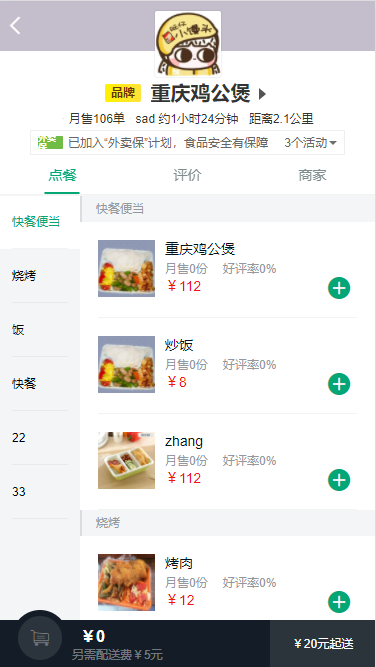 旺仔
小馒头
品牌 重庆鸡公煲
月售106单 sad 约1小时24分钟 距离2.1公里
已加入“外卖保”计划，食品安全有保障 3个活动
点餐 评价 商家
快餐便当
烧烤
饭
快餐
22
33
快餐便当
重庆鸡公煲
月售0份 好评率0%
￥112
炒饭
月售0份 好评率0%
￥8
zhang
月售0份 好评率0%
￥112
烧烤
烤肉
月售0份 好评率0%
￥12
¥0
另需配送费￥5元
￥20元起送